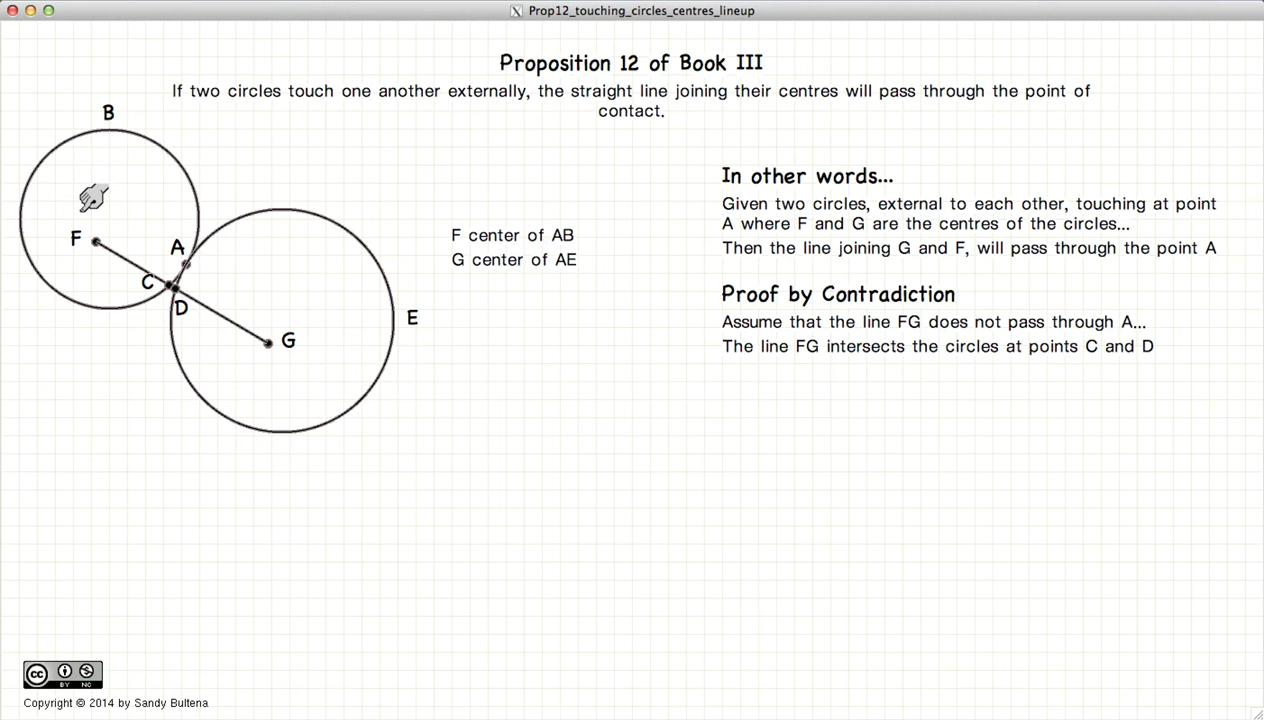 Prop12_touching_circles_centres_lineup
Proposition 12 of Book III
If two circles touch one another externally, the straight line joining their centres will pass through the point of
contact.
B
In other words...
Given two circles, external to each other, touching at point
A where F and G are the centres of the circles...
Then the line joining G and F, will pass through the point A
F
A
F center of AB
G center of AE
C
D
E
G
Proof by Contradiction
Assume that the line FG does not pass through A...
The line FG intersects the circles at points C and D
cc
BY NC
Copyright © 2014 by Sandy Bultena